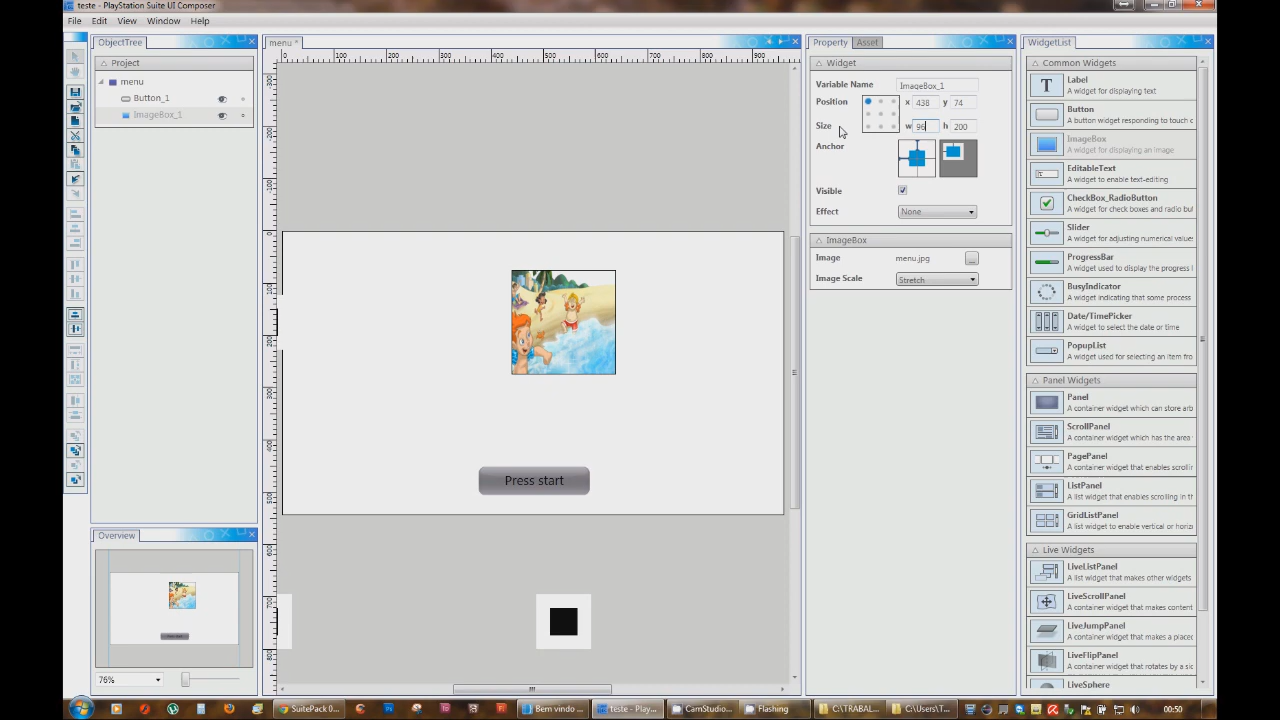 teste - PlayStation Suite UI Composer
File Edit View Window Help
ObjectTree
Project
menu
Button_1
ImageBox_1
Overview
76%
menu *
0 100 200 300 400 500 600 700 800 900
Press start
Property Asset
Widget
Variable Name ImageBox_1
Position x 438 y 74
Size w 96 h 200
Anchor
Visible
Effect None
ImageBox
Image menu.jpg ...
Image Scale Stretch
WidgetList
Common Widgets
Label
A widget for displaying text
Button
A button widget responding to touch c
ImageBox
A widget for displaying an image
EditableText
A widget to enable text-editing
CheckBox_RadioButton
A widget for check boxes and radio but
Slider
A widget for adjusting numerical values
ProgressBar
A widget used to display the progress l
BusyIndicator
A widget indicating that some process
Date/TimePicker
A widget to select the date or time
PopupList
A widget used for selecting an item fro
Panel Widgets
Panel
A container widget which can store arb
ScrollPanel
A container widget which has the area
PagePanel
A container widget that enables scrollin
ListPanel
A list widget that enables scrolling in th
GridListPanel
A list widget to enable vertical or horiz
Live Widgets
LiveListPanel
A list widget that makes other widgets
LiveScrollPanel
A container widget that makes content
LiveJumpPanel
A container widget that makes a placed
LiveFlipPanel
A container widget that rotates by a si
LiveSphere
SuitePack 0...
Bem vindo ...
teste - Play...
CamStudio...
Flashing
C:\TRABAL...
C:\Users\T...
00:50